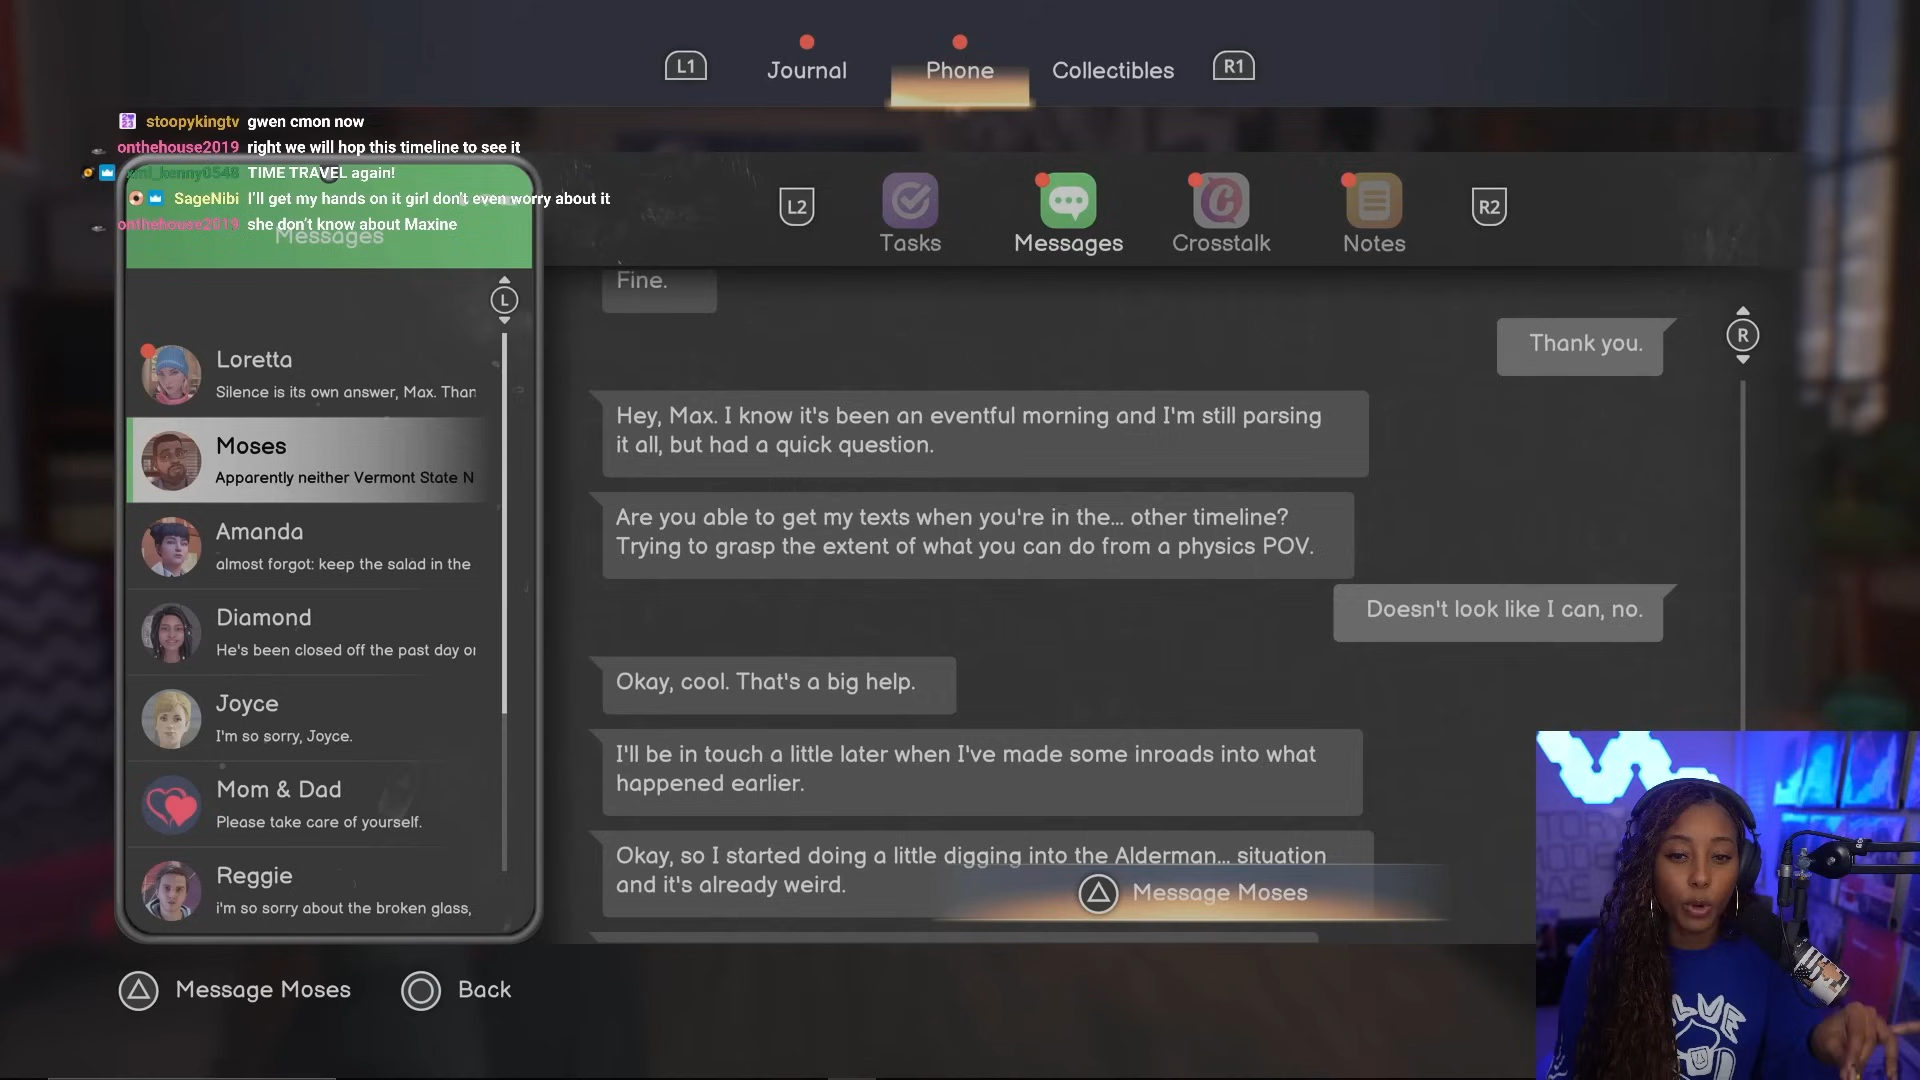 L1
Journal
Phone
Collectibles
R1
stoopykingtv gwen cmon now
onthehouse2019 right we will hop this timeline to see it
TIME TRAVEL again!
SageNibi I'll get my hands on it girl don't even worry about it
onthehouse2019 she don't know about Maxine
Messages
L2
Tasks
Messages
Crosstalk
Notes
R2
L
Loretta
Silence is its own answer, Max. Than
Moses
Apparently neither Vermont State N
Amanda
almost forgot: keep the salad in the
Diamond
He's been closed off the past day or
Joyce
I'm so sorry, Joyce.
Mom & Dad
Please take care of yourself.
Reggie
i'm so sorry about the broken glass,
Fine.
Thank you.
R
Hey, Max. I know it's been an eventful morning and I'm still parsing
it all, but had a quick question.
Are you able to get my texts when you're in the... other timeline?
Trying to grasp the extent of what you can do from a physics POV.
Doesn't look like I can, no.
Okay, cool. That's a big help.
I'll be in touch a little later when I've made some inroads into what
happened earlier.
Okay, so I started doing a little digging into the Alderman... situation
and it's already weird.
Message Moses
Message Moses
Back